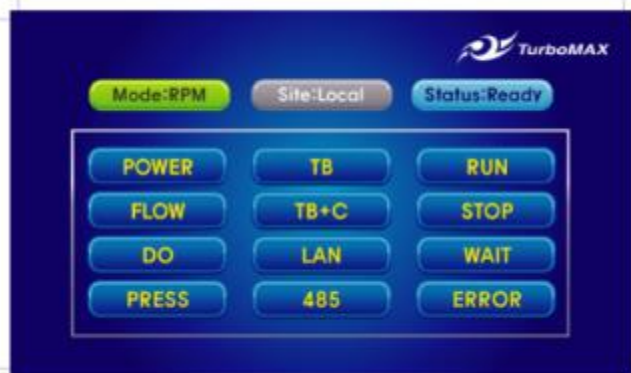 TurboMAX
Mode:RPM Site:Local Status:Ready
POWER TB RUN
FLOW TB+C STOP
DO LAN WAIT
PRESS 485 ERROR